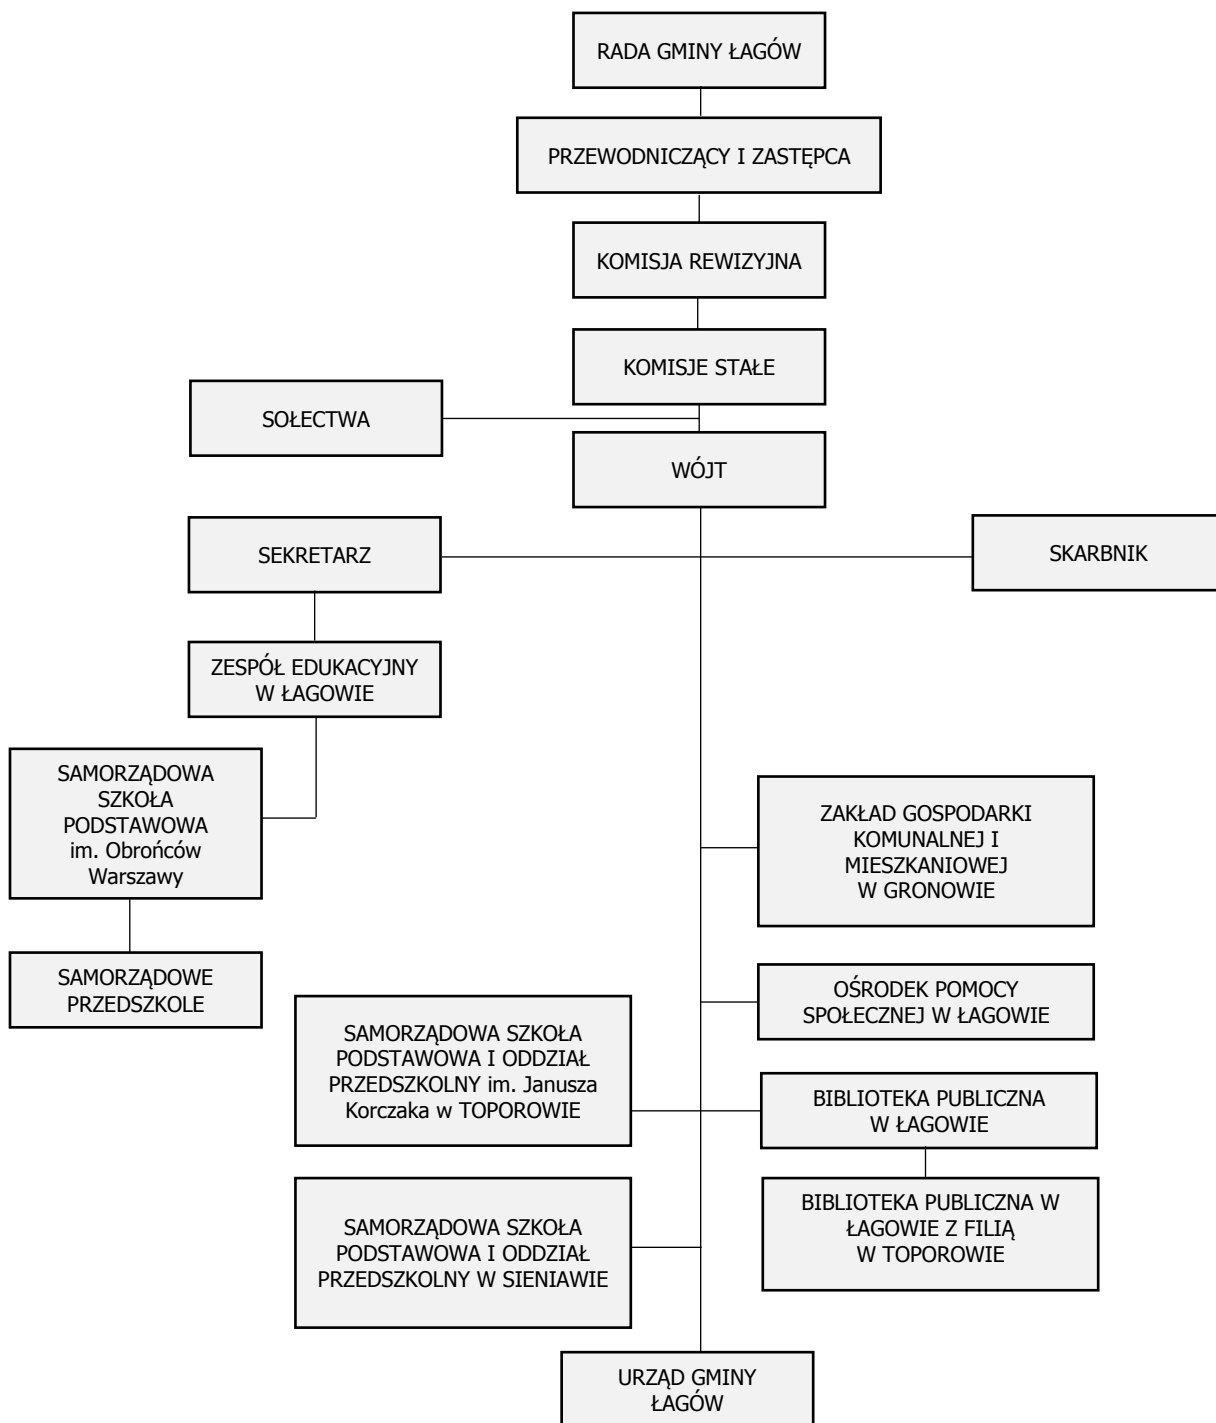 RADA GMINY ŁAGÓW
PRZEWODNICZĄCY I ZASTĘPCA
KOMISJA REWIZYJNA
KOMISJE STAŁE
SOŁECTWA
WÓJT
SEKRETARZ
SKARBNIK
ZESPÓŁ EDUKACYJNY
W ŁAGOWIE
SAMORZĄDOWA
SZKOŁA
PODSTAWOWA
im. Obrońców
Warszawy
ZAKŁAD GOSPODARKI
KOMUNALNEJ I
MIESZKANIOWEJ
W GRONOWIE
SAMORZĄDOWE
PRZEDSZKOLE
OŚRODEK POMOCY
SPOŁECZNEJ W ŁAGOWIE
SAMORZĄDOWA SZKOŁA
PODSTAWOWA I ODDZIAŁ
PRZEDSZKOLNY im. Janusza
Korczaka w TOPOROWIE
BIBLIOTEKA PUBLICZNA
W ŁAGOWIE
SAMORZĄDOWA SZKOŁA
PODSTAWOWA I ODDZIAŁ
PRZEDSZKOLNY W SIENIAWIE
BIBLIOTEKA PUBLICZNA W
ŁAGOWIE Z FILIĄ
W TOPOROWIE
URZĄD GMINY
ŁAGÓW